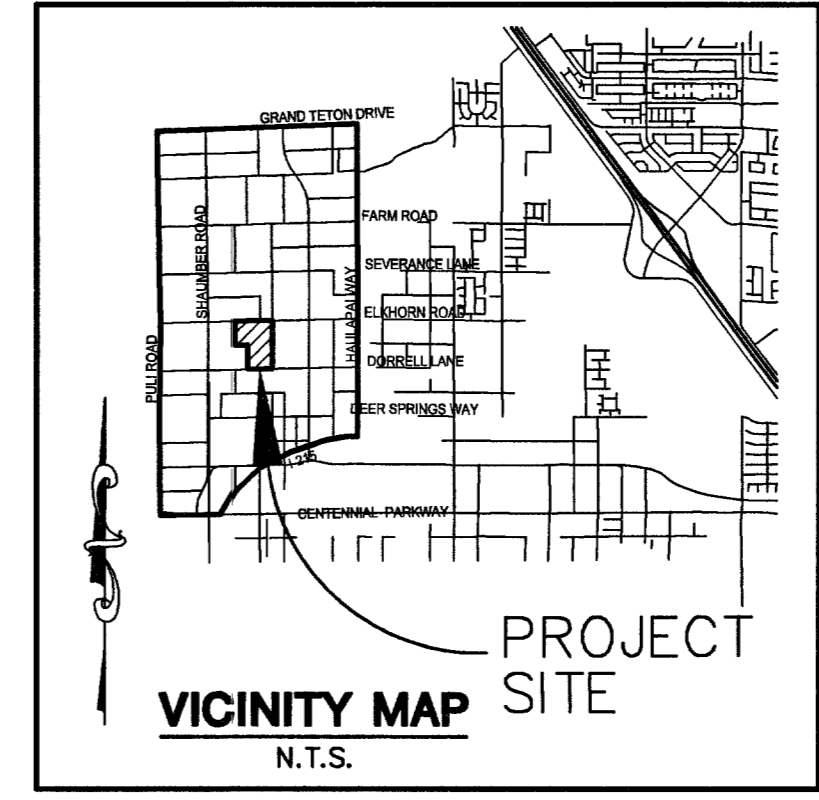 GRAND TETON DRIVE
SHAUMBER ROAD
FARM ROAD
SEVERANCE LANE
HAULAPAI WAY
ELKHORN ROAD
PULI ROAD
DORRELL LANE
DEER SPRINGS WAY
I 215
CENTENNIAL PARKWAY
PROJECT
SITE
VICINITY MAP
N.T.S.